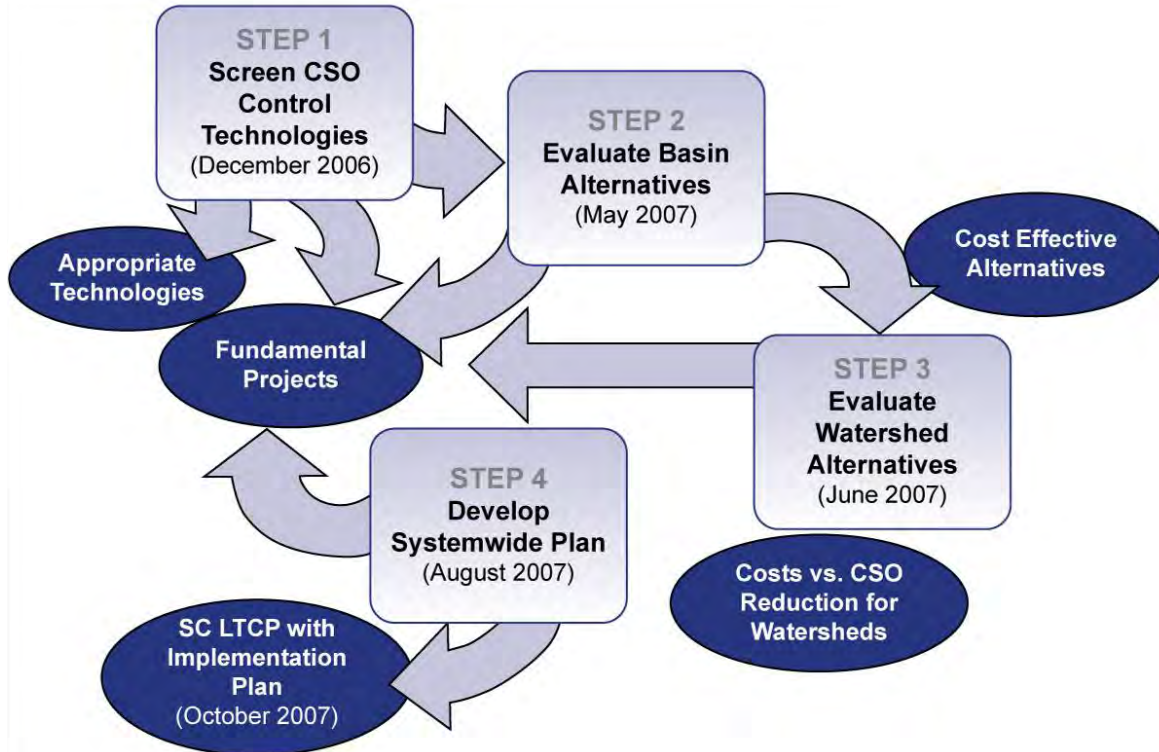 STEP 1
Screen CSO
Control
Technologies
(December 2006)
STEP 2
Evaluate Basin
Alternatives
(May 2007)
Appropriate
Technologies
Cost Effective
Alternatives
Fundamental
Projects
STEP 3
Evaluate
Watershed
Alternatives
(June 2007)
STEP 4
Develop
Systemwide Plan
(August 2007)
Costs vs. CSO
Reduction for
Watersheds
SC LTCP with
Implementation
Plan
(October 2007)